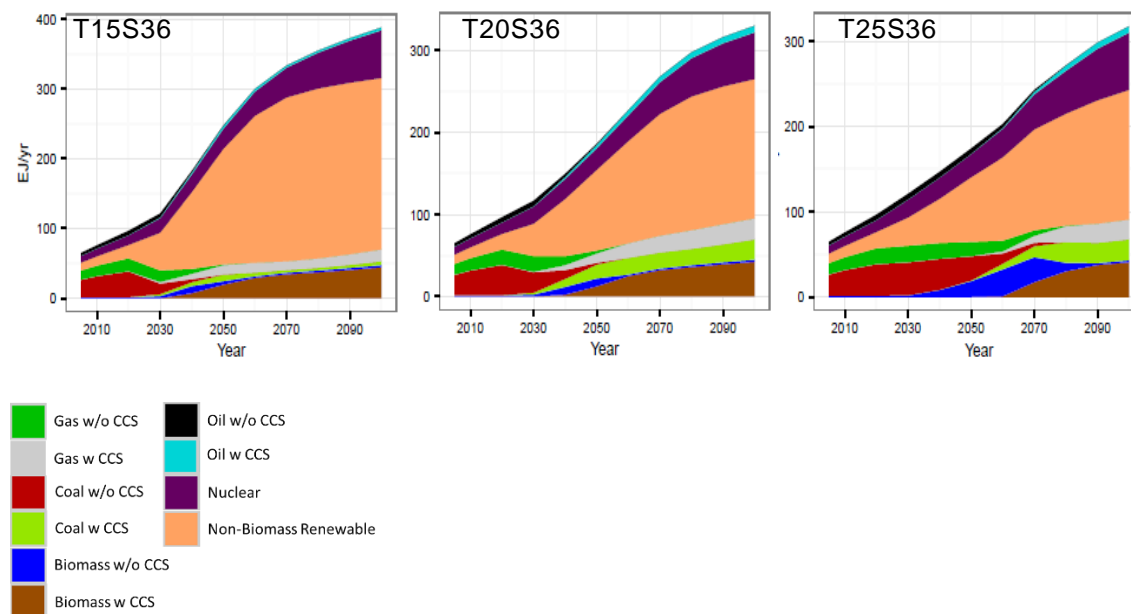 T15S36
T20S36
T25S36
EJ/yr
400
300
200
100
0
2010 2030 2050 2070 2090
Year
300
200
100
0
2010 2030 2050 2070 2090
Year
300
200
100
0
2010 2030 2050 2070 2090
Year
Gas w/o CCS
Gas w CCS
Coal w/o CCS
Coal w CCS
Biomass w/o CCS
Biomass w CCS
Oil w/o CCS
Oil w CCS
Nuclear
Non-Biomass Renewable